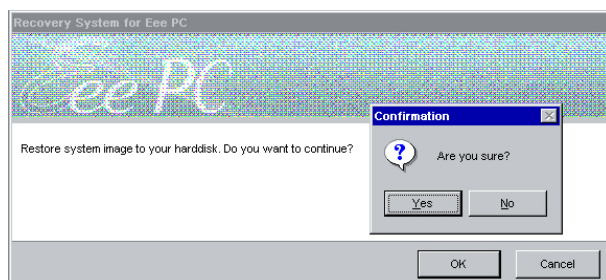 Recovery System for Eee PC
Eee PC
Confirmation
Restore system image to your harddisk. Do you want to continue?
Are you sure?
Yes
No
OK
Cancel